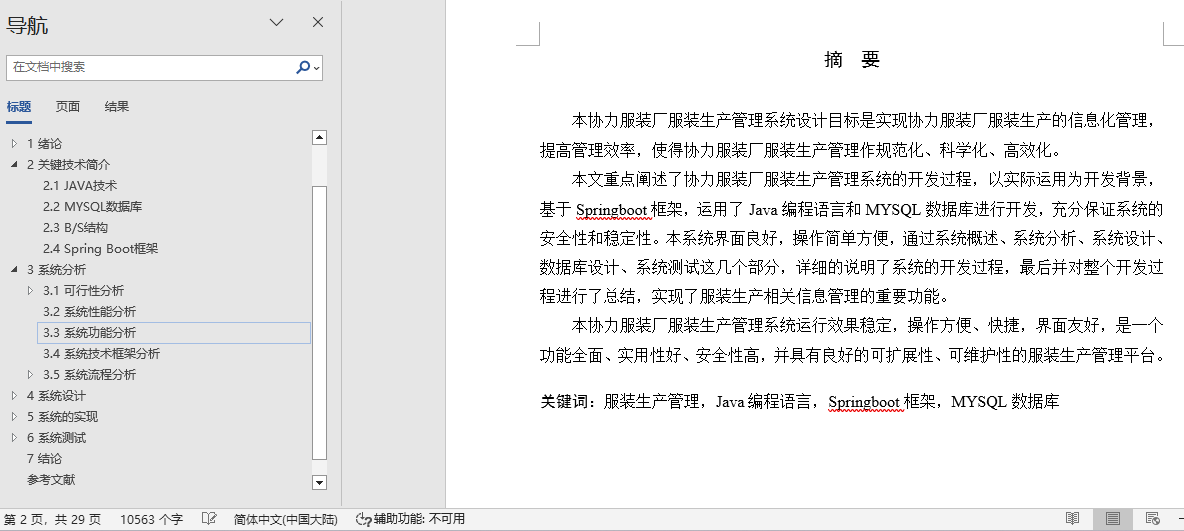 导航
在文档中搜索
标题 页面 结果
1 绪论
2 关键技术简介
2.1 JAVA技术
2.2 MYSQL数据库
2.3 B/S结构
2.4 Spring Boot框架
3 系统分析
3.1 可行性分析
3.2 系统性能分析
3.3 系统功能分析
3.4 系统技术框架分析
3.5 系统流程分析
4 系统设计
5 系统的实现
6 系统测试
7 结论
参考文献
摘 要
本协力服装厂服装生产管理系统设计目标是实现协力服装厂服装生产的信息化管理，
提高管理效率，使得协力服装厂服装生产管理作规范化、科学化、高效化。
本文重点阐述了协力服装厂服装生产管理系统的开发过程，以实际运用为开发背景，
基于 Springboot 框架，运用了 Java 编程语言和 MYSQL 数据库进行开发，充分保证系统的
安全性和稳定性。本系统界面良好，操作简单方便，通过系统概述、系统分析、系统设计、
数据库设计、系统测试这几个部分，详细的说明了系统的开发过程，最后并对整个开发过
程进行了总结，实现了服装生产相关信息管理的重要功能。
本协力服装厂服装生产管理系统运行效果稳定，操作方便、快捷，界面友好，是一个
功能全面、实用性好、安全性高，并具有良好的可扩展性、可维护性的服装生产管理平台。
关键词：服装生产管理，Java 编程语言，Springboot 框架，MYSQL 数据库
第 2 页，共 29 页 10563 个字 简体中文(中国大陆) 辅助功能: 不可用